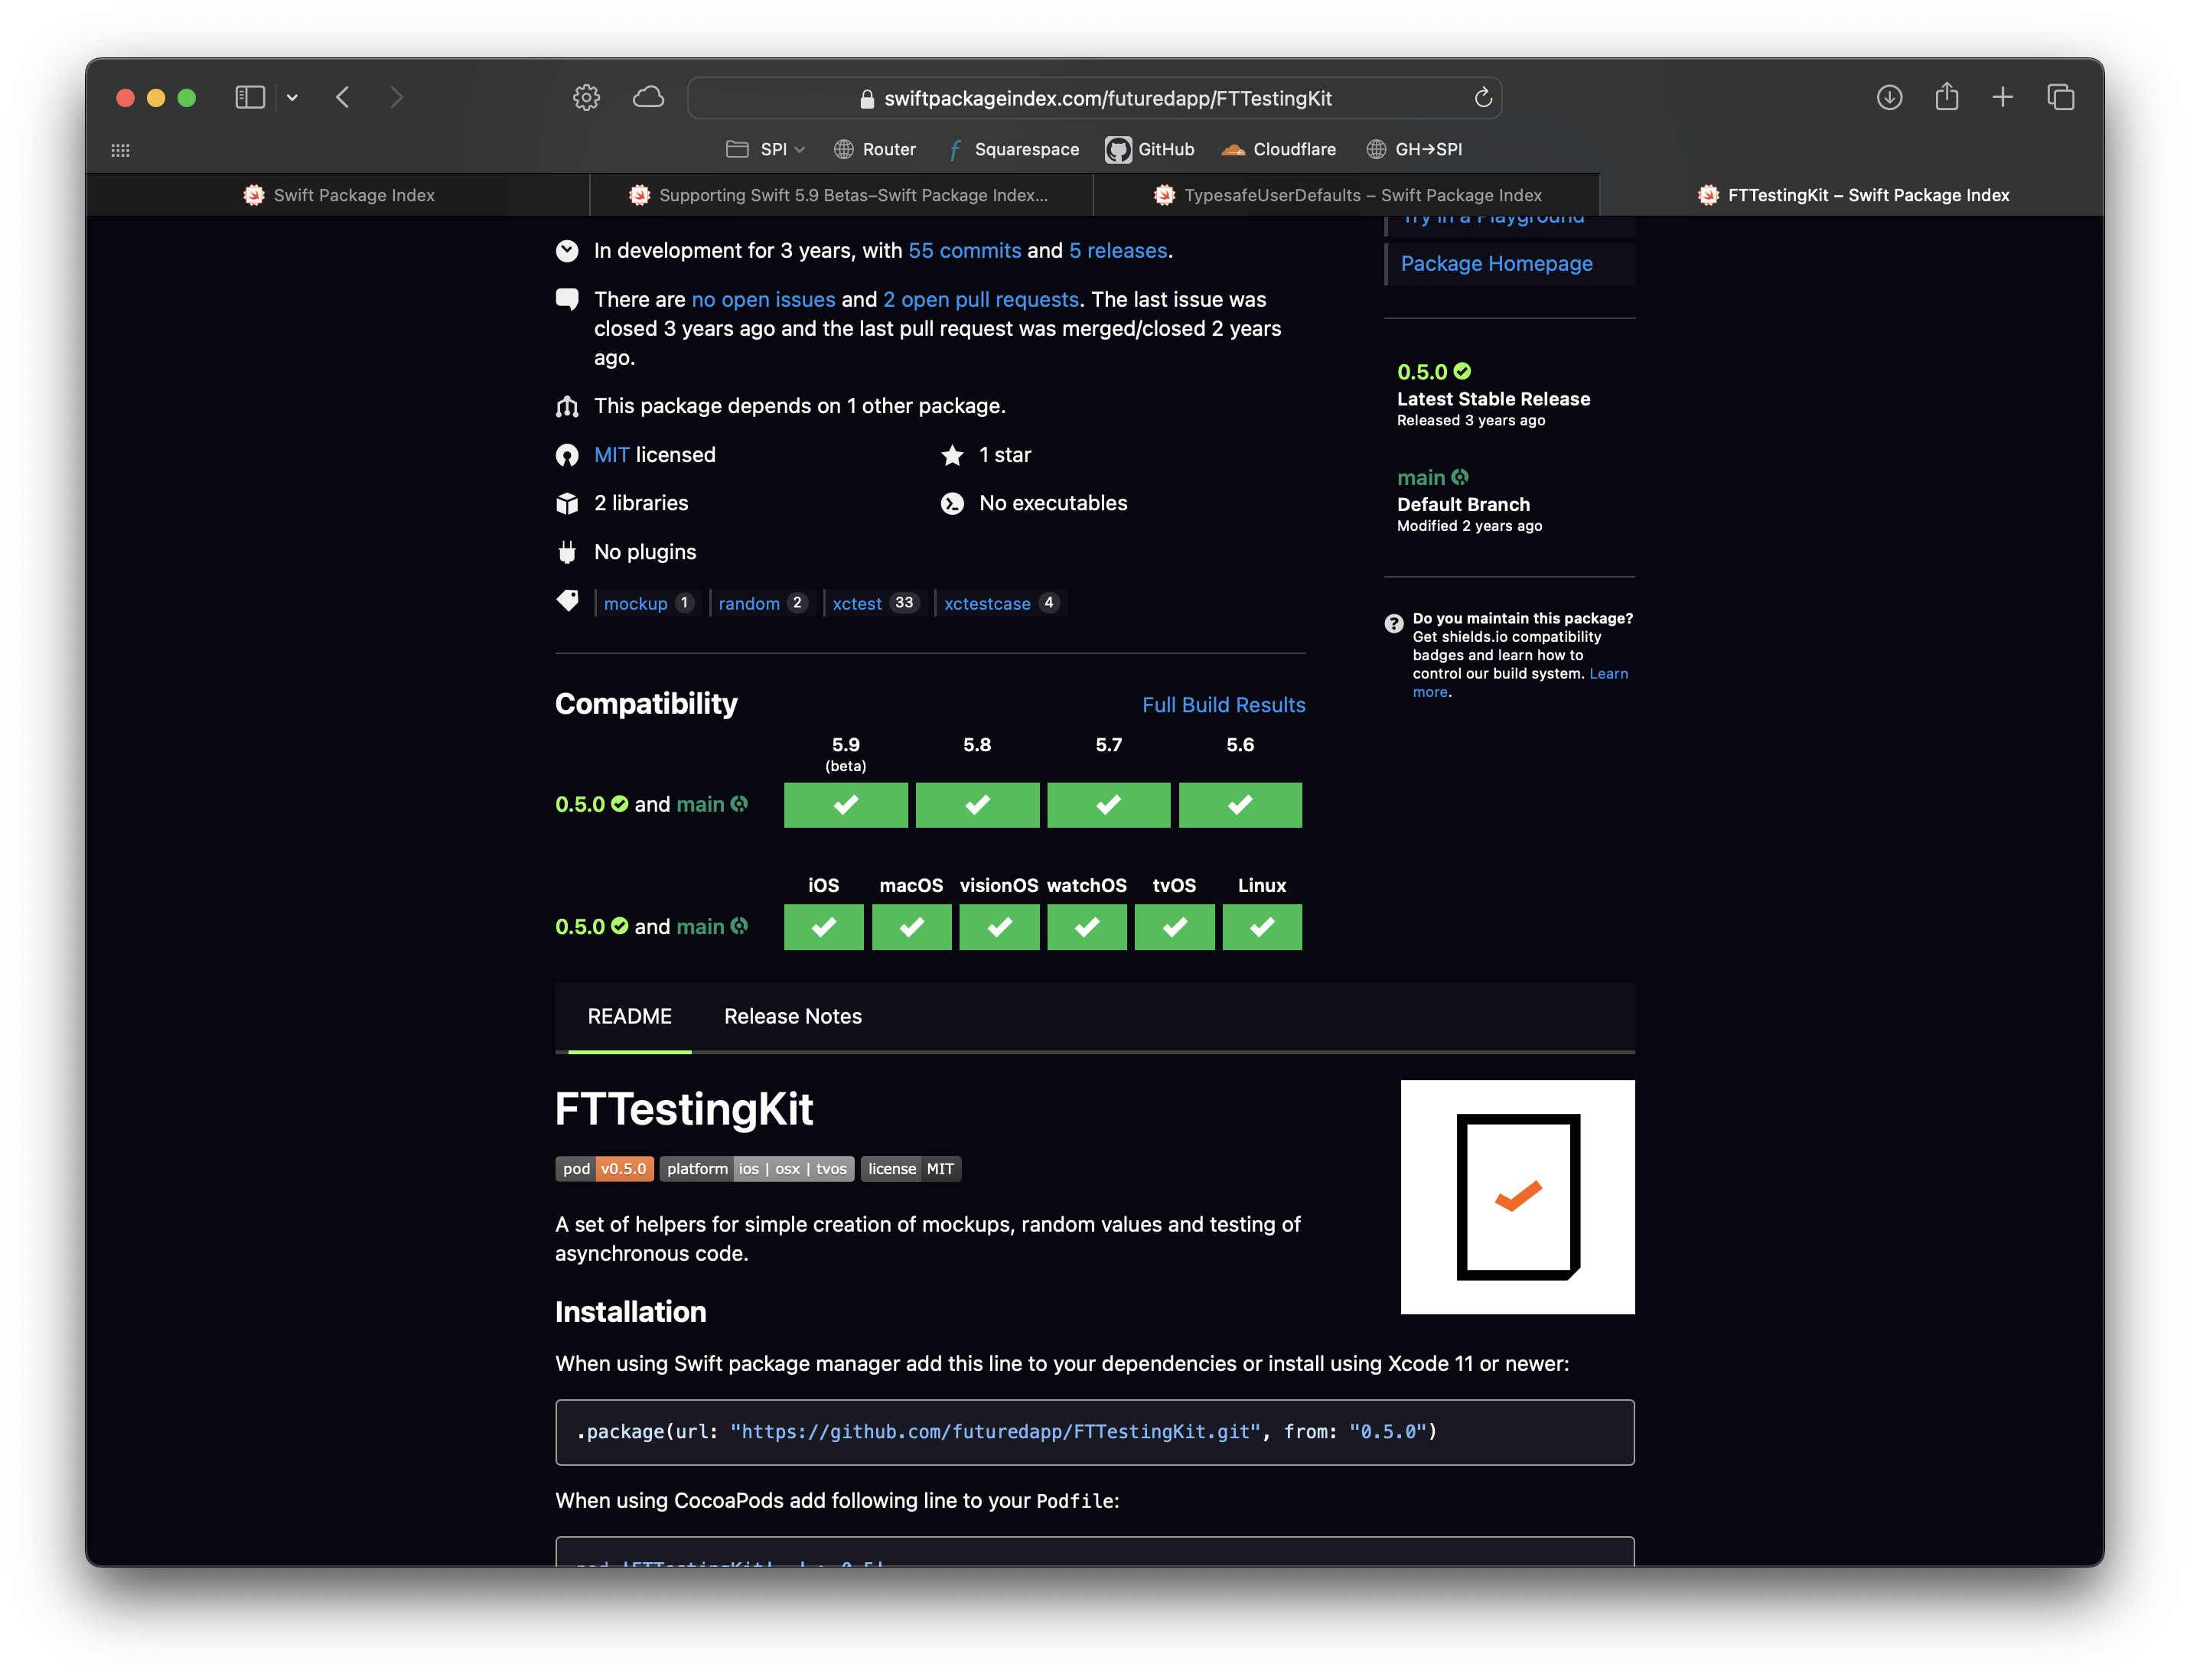 swiftpackageindex.com/futuredapp/FTTestingKit
SPI
Router
Squarespace
GitHub
Cloudflare
GH→SPI
Swift Package Index
Supporting Swift 5.9 Betas–Swift Package Index...
TypesafeUserDefaults – Swift Package Index
FTTestingKit – Swift Package Index
In development for 3 years, with 55 commits and 5 releases.
There are no open issues and 2 open pull requests. The last issue was
closed 3 years ago and the last pull request was merged/closed 2 years
ago.
This package depends on 1 other package.
MIT licensed
1 star
2 libraries
No executables
No plugins
mockup 1
random 2
xctest 33
xctestcase 4
Try in a Playground
Package Homepage
0.5.0
Latest Stable Release
Released 3 years ago
main
Default Branch
Modified 2 years ago
Do you maintain this package?
Get shields.io compatibility
badges and learn how to
control our build system. Learn
more.
Compatibility
Full Build Results
5.9 5.8 5.7 5.6
(beta)
0.5.0 and main
iOS macOS visionOS watchOS tvOS Linux
0.5.0 and main
README
Release Notes
FTTestingKit
pod v0.5.0
platform ios | osx | tvos
license MIT
A set of helpers for simple creation of mockups, random values and testing of
asynchronous code.
Installation
When using Swift package manager add this line to your dependencies or install using Xcode 11 or newer:
.package(url: "https://github.com/futuredapp/FTTestingKit.git", from: "0.5.0")
When using CocoaPods add following line to your Podfile: